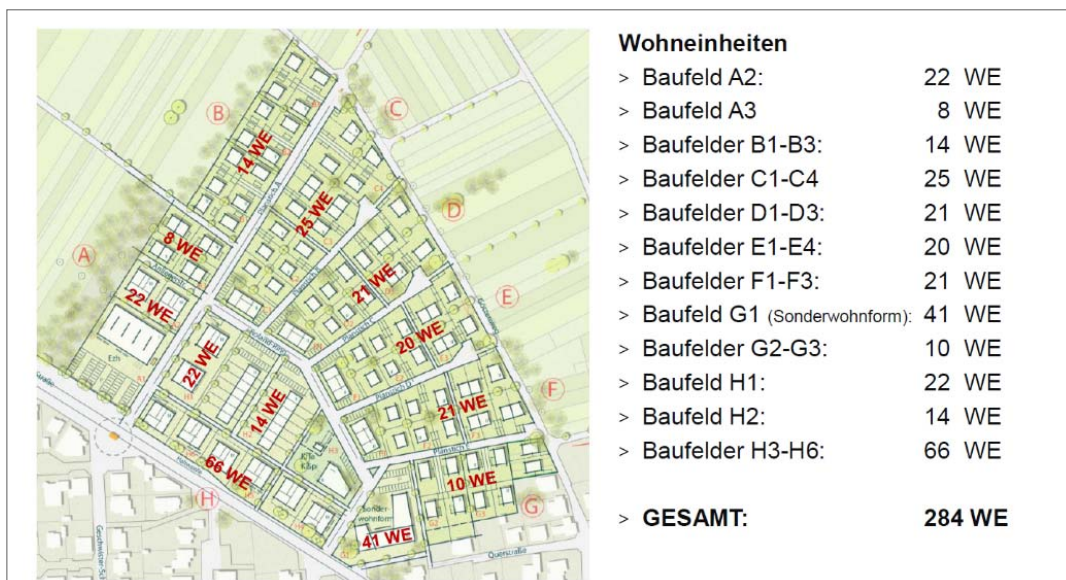 Wohneinheiten
> Baufeld A2: 22 WE
> Baufeld A3 8 WE
> Baufelder B1-B3: 14 WE
> Baufelder C1-C4 25 WE
> Baufelder D1-D3: 21 WE
> Baufelder E1-E4: 20 WE
> Baufelder F1-F3: 21 WE
> Baufeld G1 (Sonderwohnform): 41 WE
> Baufelder G2-G3: 10 WE
> Baufeld H1: 22 WE
> Baufeld H2: 14 WE
> Baufelder H3-H6: 66 WE
> GESAMT: 284 WE
B
C
14 WE
25 WE
D
A
8 WE
22 WE
21 WE
E
20 WE
22 WE
14 WE
F
21 WE
66 WE
H
10 WE
G
Sonder-
wohnform
41 WE
Querstraße